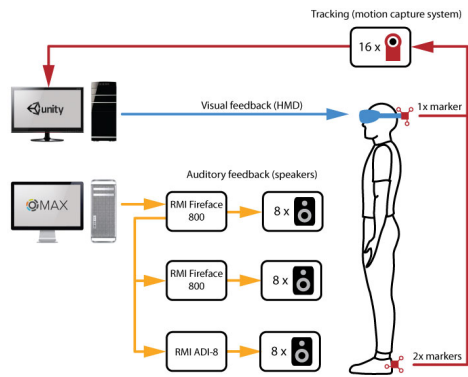 Tracking (motion capture system)
16 x
unity
Visual feedback (HMD)
1x marker
Auditory feedback (speakers)
MAX
RMI Fireface
800
8 x
RMI Fireface
800
8 x
RMI ADI-8
8 x
2x markers